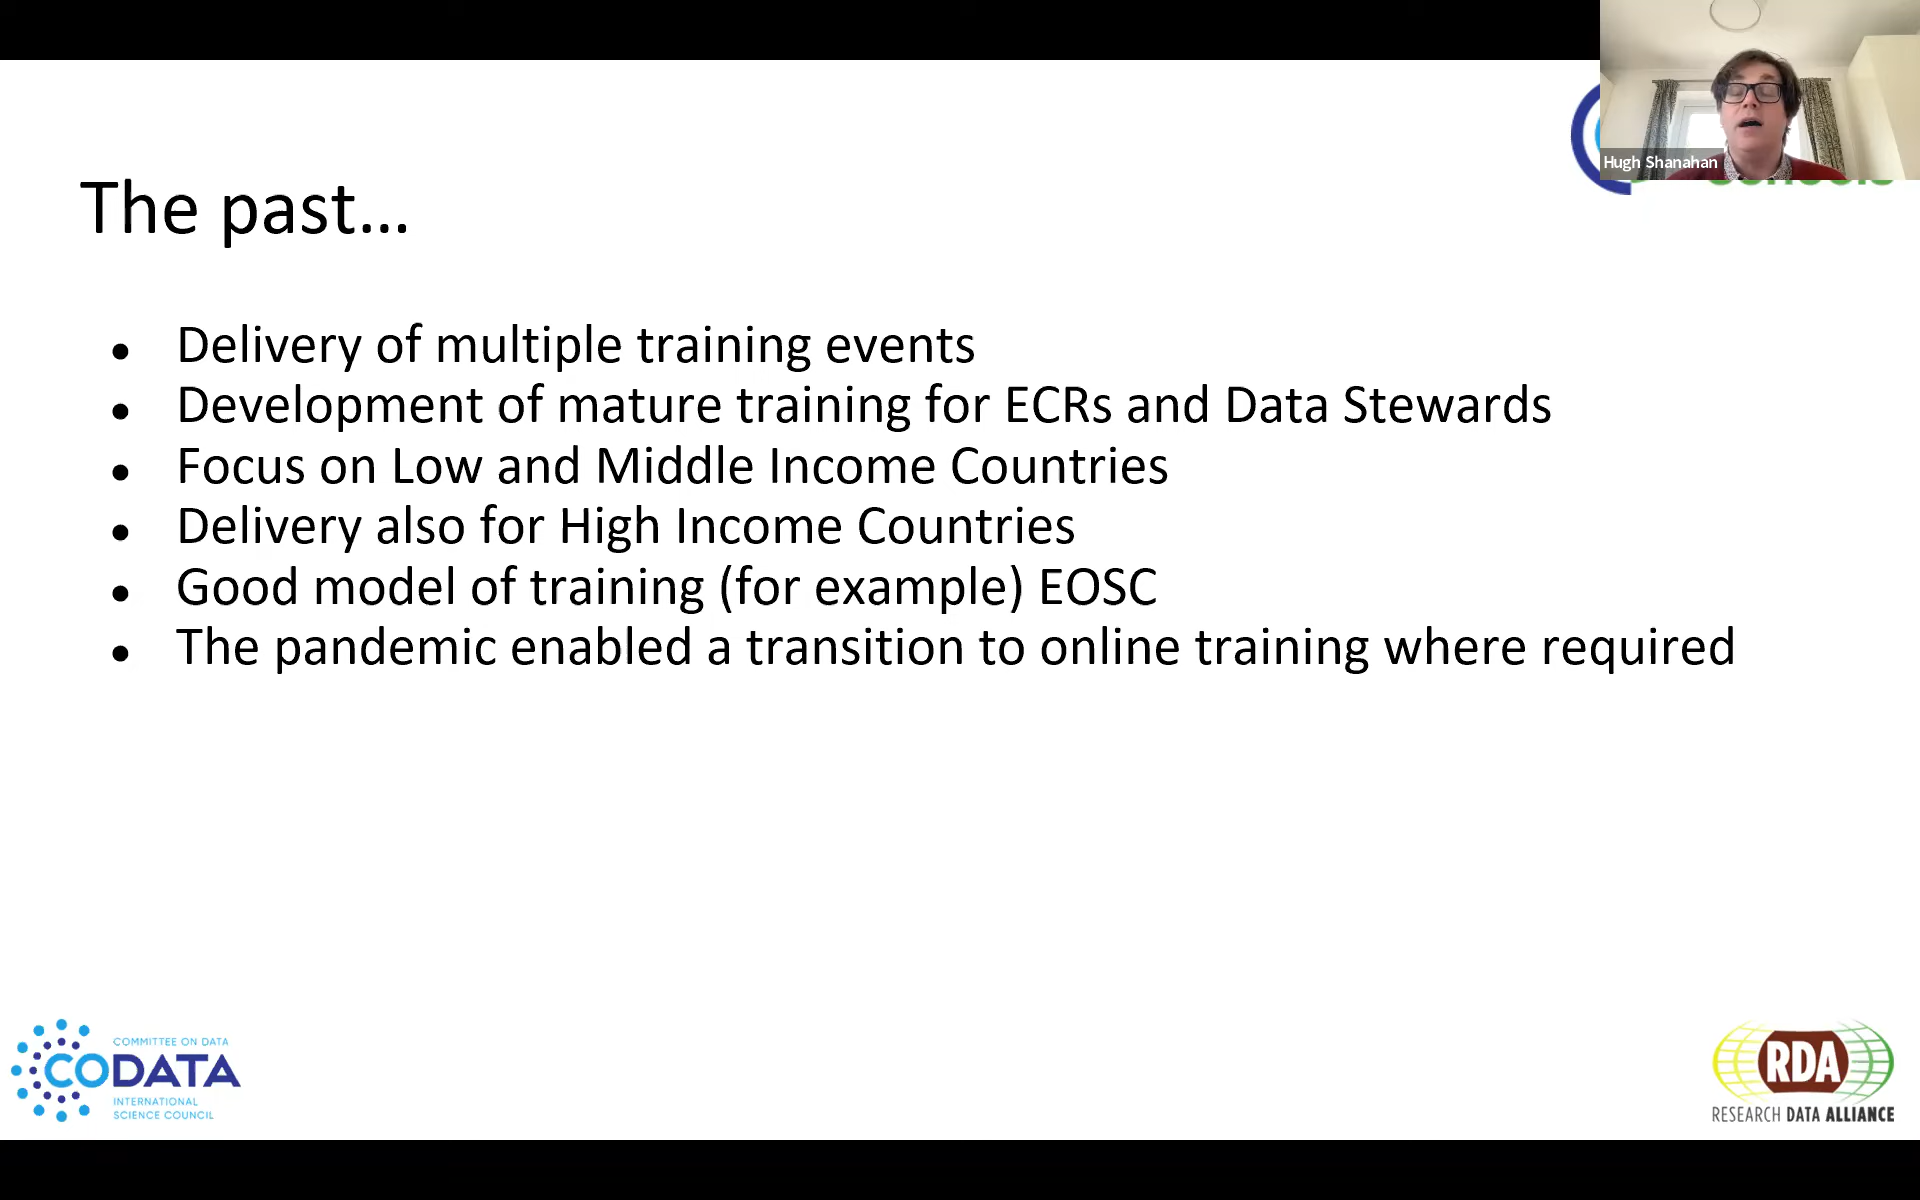 Hugh Shanahan
The past...
• Delivery of multiple training events
• Development of mature training for ECRs and Data Stewards
• Focus on Low and Middle Income Countries
• Delivery also for High Income Countries
• Good model of training (for example) EOSC
• The pandemic enabled a transition to online training where required
COMMITTEE ON DATA
CODATA
INTERNATIONAL
SCIENCE COUNCIL
RDA
RESEARCH DATA ALLIANCE